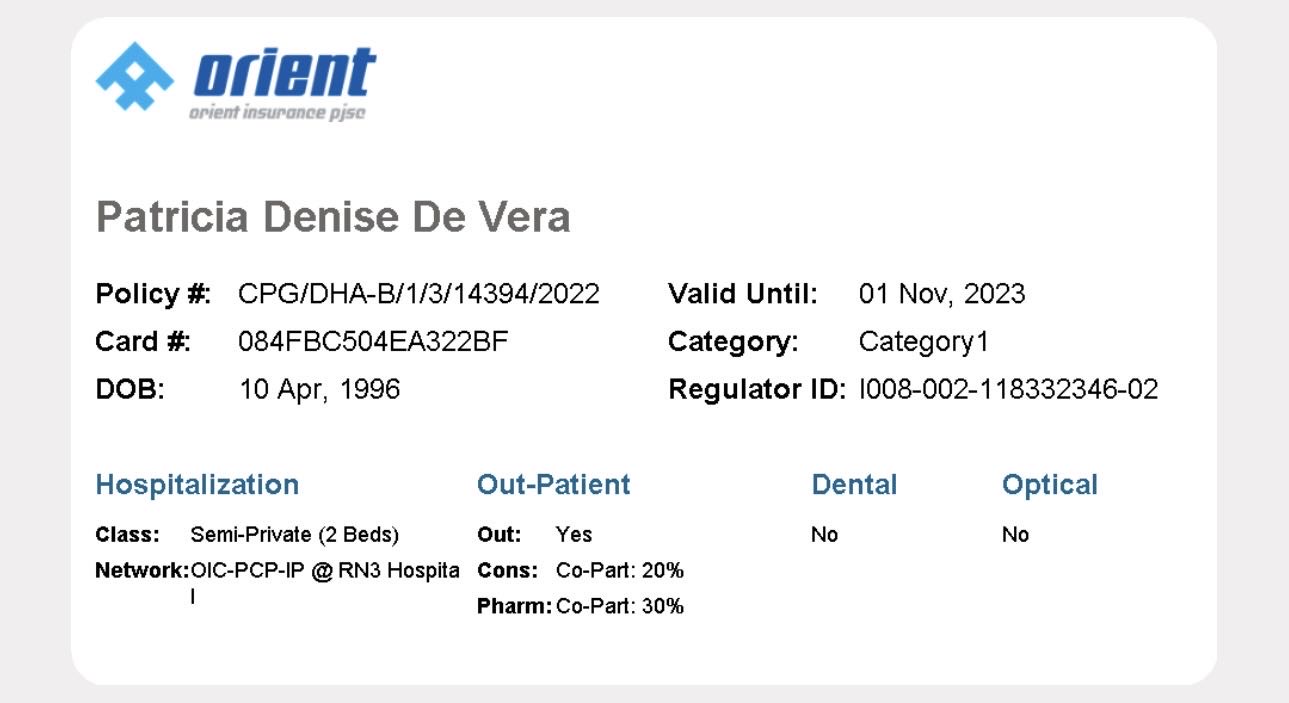 orient
orient insurance pjsc
Patricia Denise De Vera
Policy #: CPG/DHA-B/1/3/14394/2022
Valid Until: 01 Nov, 2023
Card #: 084FBC504EA322BF
Category: Category1
DOB: 10 Apr, 1996
Regulator ID: I008-002-118332346-02
Hospitalization
Class: Semi-Private (2 Beds)
Network: OIC-PCP-IP @ RN3 Hospita
l
Out-Patient
Out: Yes
Cons: Co-Part: 20%
Pharm: Co-Part: 30%
Dental
No
Optical
No